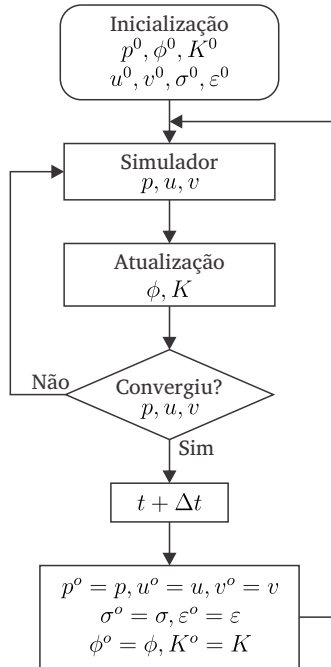 Inicialização
p⁰, ϕ⁰, K⁰
u⁰, v⁰, σ⁰, ε⁰
Simulador
p, u, v
Atualização
ϕ, K
Não
Convergiu?
p, u, v
Sim
t + Δt
pᵒ = p, uᵒ = u, vᵒ = v
σᵒ = σ, εᵒ = ε
ϕᵒ = ϕ, Kᵒ = K